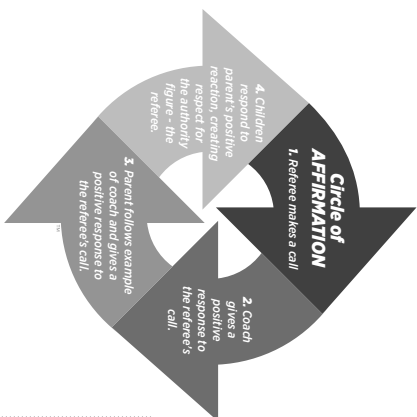 Circle of
AFFIRMATION
1. Referee makes a call
2. Coach
gives a
positive
response to
the referee's
call.
3. Parent follows example
of coach and gives a
positive response to
the referee's call.
™
4. Children
respond to
parent's positive
reaction, creating
respect for
the authority
figure - the
referee.